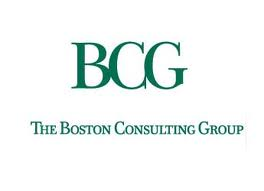 BCG
THE BOSTON CONSULTING GROUP